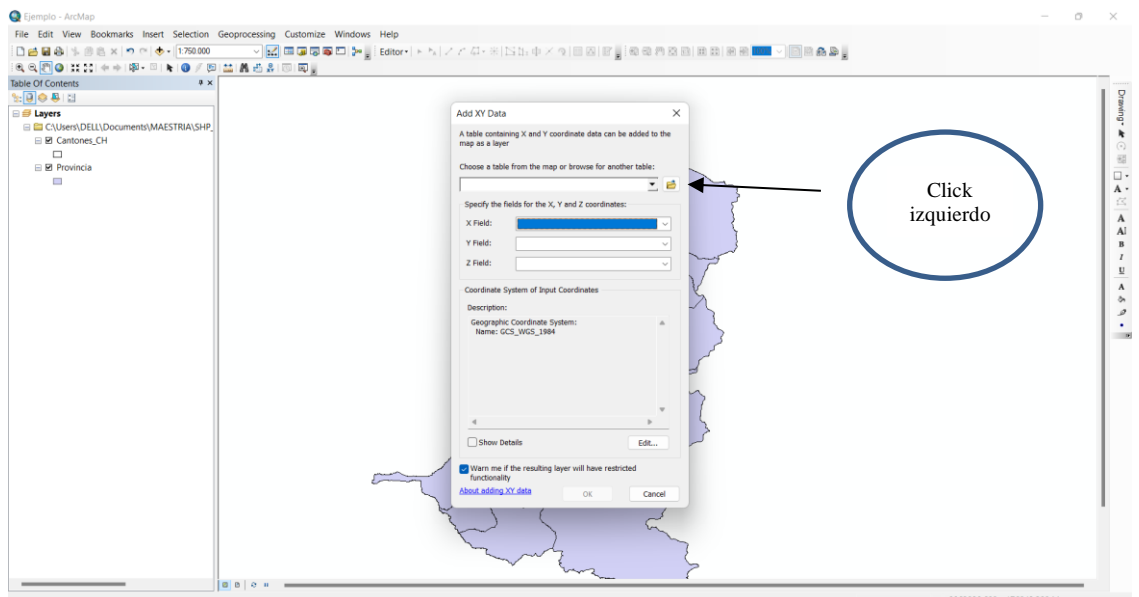 Ejemplo - ArcMap
File Edit View Bookmarks Insert Selection Geoprocessing Customize Windows Help
1:750.000
Editor
Table Of Contents
Layers
C:\Users\DELL\Documents\MAESTRIA\SHP_
Cantones_CH
Provincia
Add XY Data
A table containing X and Y coordinate data can be added to the
map as a layer
Choose a table from the map or browse for another table:
Specify the fields for the X, Y and Z coordinates:
X Field:
Y Field:
Z Field:
Coordinate System of Input Coordinates
Description:
Geographic Coordinate System:
Name: GCS_WGS_1984
Show Details
Edit...
Warn me if the resulting layer will have restricted
functionality
About adding XY data
OK
Cancel
Click
izquierdo
Drawing
A
A
B
I
U
A